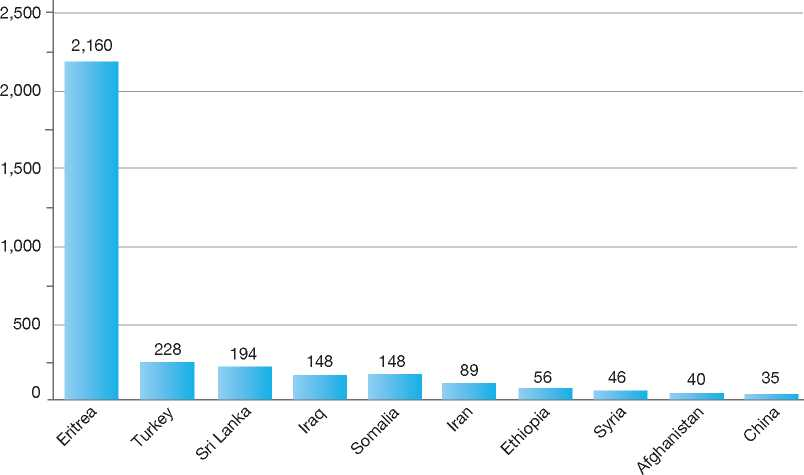 2,500
2,160
2,000
1,500
1,000
500
228
194
148
148
89
56
46
40
35
0
Eritrea
Turkey
Sri Lanka
Iraq
Somalia
Iran
Ethiopia
Syria
Afghanistan
China